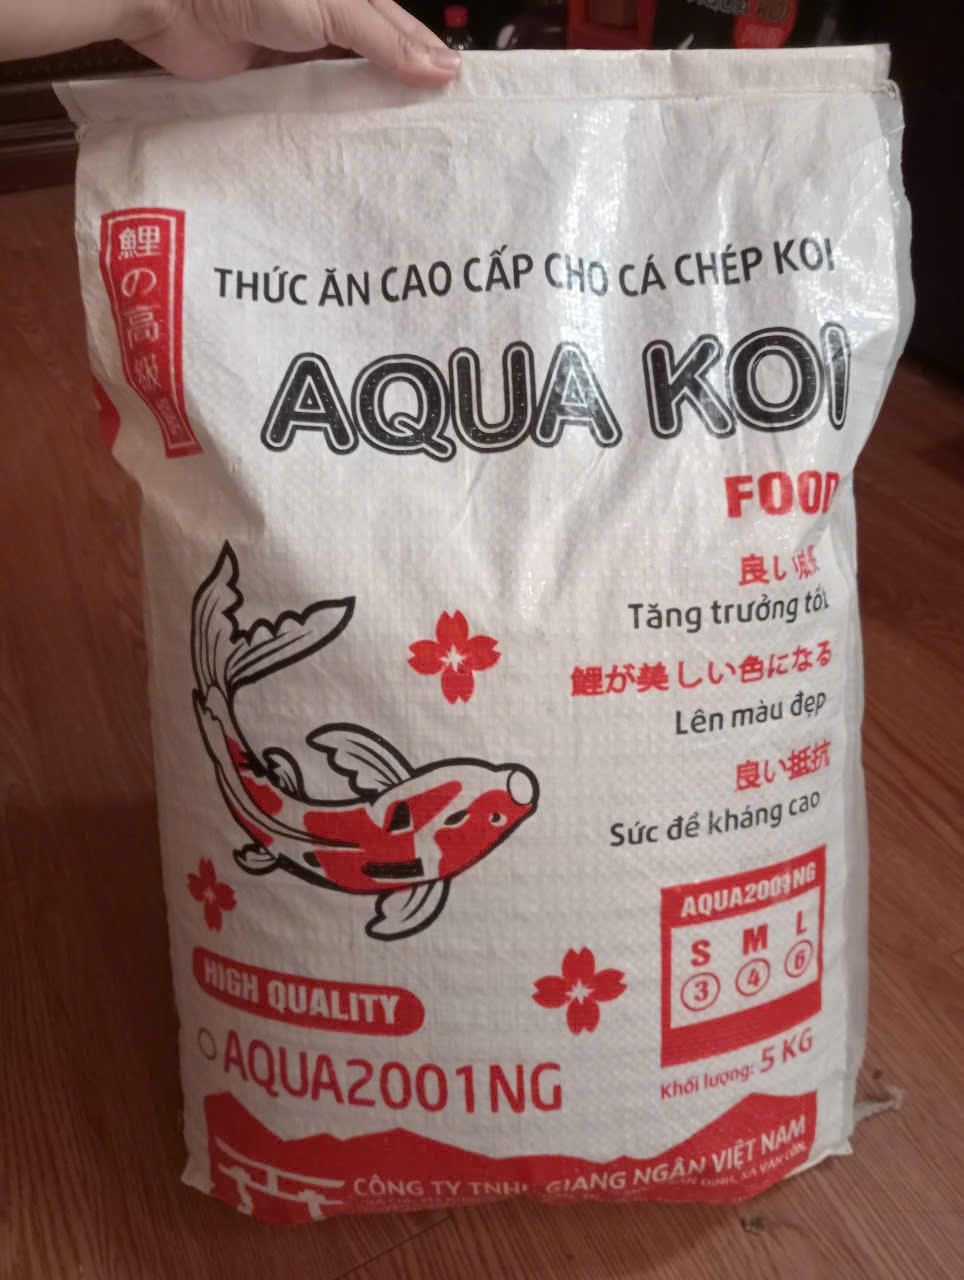 鯉の高級
THỨC ĂN CAO CẤP CHO CÁ CHÉP KOI
AQUA KOI
FOOD
良い成長
Tăng trưởng tốt
鯉が美しい色になる
Lên màu đẹp
良い抵抗
Sức đề kháng cao
AQUA2001NG
S M L
3 4 6
HIGH QUALITY
AQUA2001NG
Khối lượng: 5 KG
CÔNG TY TNHH GIANG NGÂN VIỆT NAM